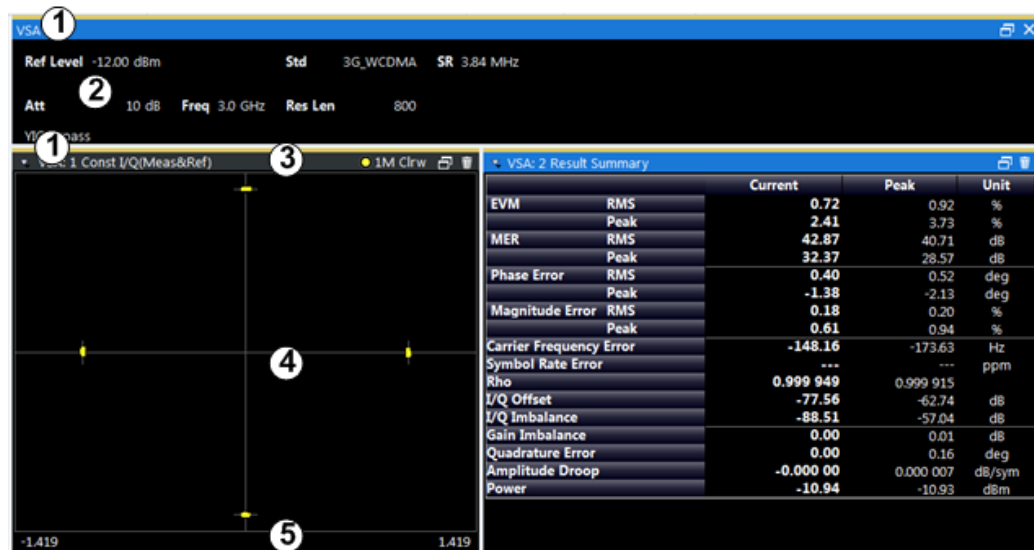 VSA 1
Ref Level -12.00 dBm Std 3G_WCDMA SR 3.84 MHz
2
Att 10 dB Freq 3.0 GHz Res Len 800
1
1 Const I/Q(Meas&Ref) 3 1M Clrw
4
-1.419 5 1.419
VSA: 2 Result Summary
Current Peak Unit
EVM RMS 0.72 0.92 %
Peak 2.41 3.73 %
MER RMS 42.87 40.71 dB
Peak 32.37 28.57 dB
Phase Error RMS 0.40 0.52 deg
Peak -1.38 -2.13 deg
Magnitude Error RMS 0.18 0.20 %
Peak 0.61 0.94 %
Carrier Frequency Error -148.16 -173.63 Hz
Symbol Rate Error --- --- ppm
Rho 0.999 949 0.999 915
I/Q Offset -77.56 -62.74 dB
I/Q Imbalance -88.51 -57.04 dB
Gain Imbalance 0.00 0.01 dB
Quadrature Error 0.00 0.16 deg
Amplitude Droop -0.000 00 0.000 007 dB/sym
Power -10.94 -10.93 dBm